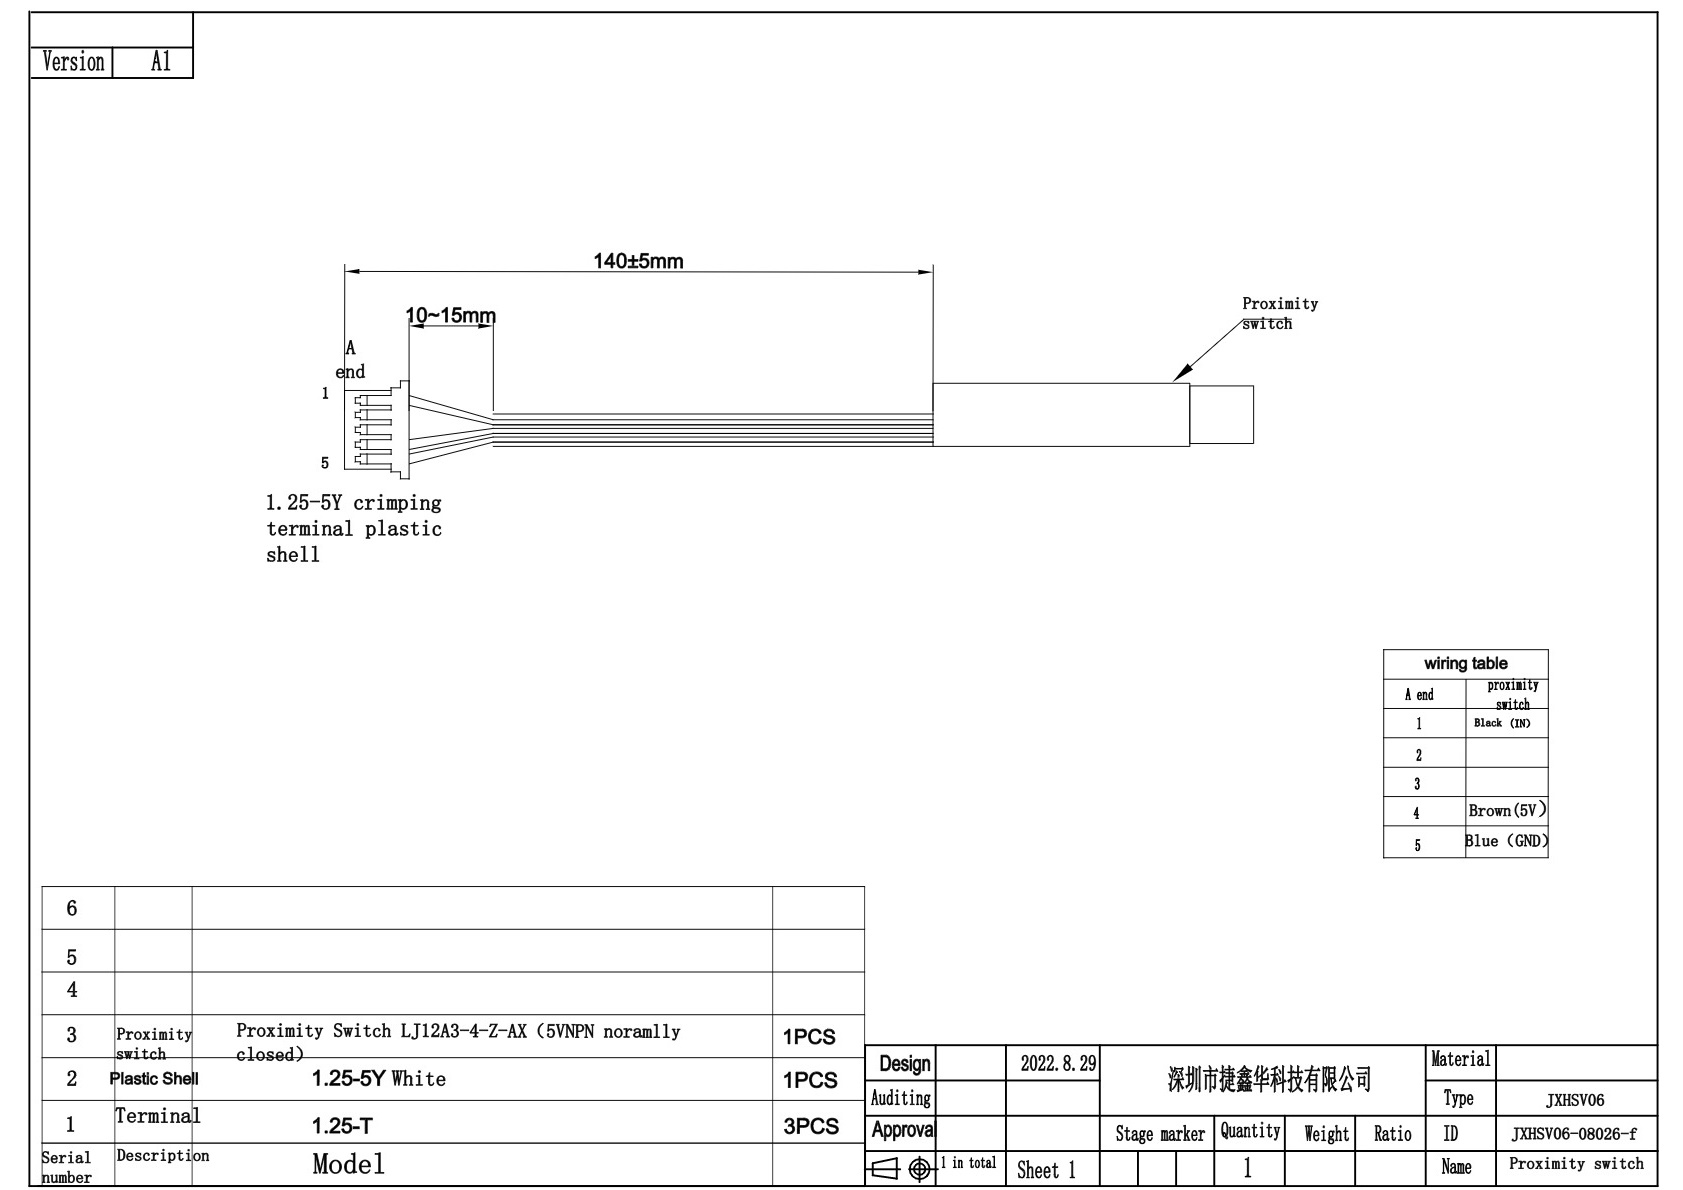 Version A1
140±5mm
10~15mm
Proximity
switch
A
end
1
5
1.25-5Y crimping
terminal plastic
shell
wiring table
A end proximity
switch
1 Black (IN)
2
3
4 Brown(5V)
5 Blue (GND)
6
5
4
3 Proximity
switch Proximity Switch LJ12A3-4-Z-AX (5VNPN noramlly
closed) 1PCS
2 Plastic Shell 1.25-5Y White 1PCS
1 Terminal 1.25-T 3PCS
Serial
number Description Model
Design 2022.8.29 深圳市捷鑫华科技有限公司 Material
Auditing Type JXHSV06
Approval Stage marker Quantity Weight Ratio ID JXHSV06-08026-f
1 in total Sheet 1 1 Name Proximity switch